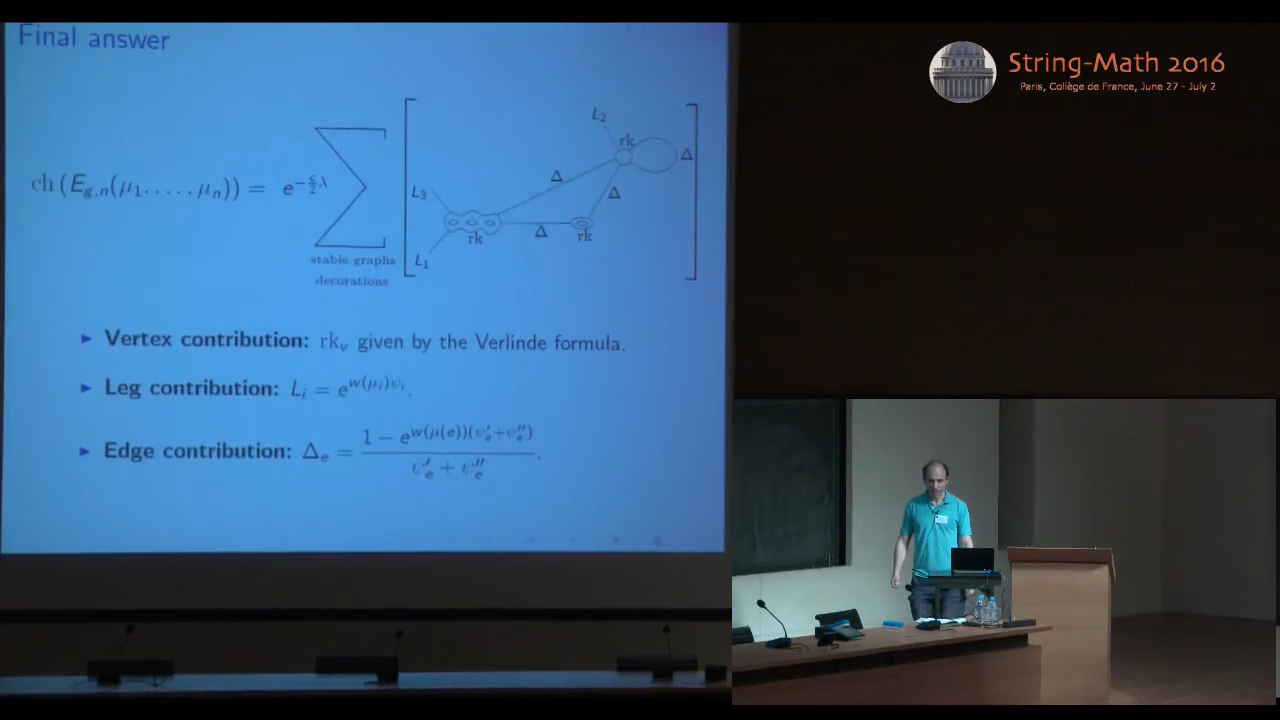 Final answer
String-Math 2016
Paris, Collège de France, June 27 - July 2
ch (E_{g,n}(μ_1, . . . , μ_n)) = e^{-\frac{c}{2}λ} ∑
stable graphs
decorations
L_2
rk
Δ
Δ
Δ
L_3
rk
Δ
rk
L_1
► Vertex contribution: rk_v given by the Verlinde formula.
► Leg contribution: L_i = e^{w(μ_i)ψ_i}.
► Edge contribution: Δ_e = \frac{1 − e^{w(μ(e))(ψ'_e+ψ''_e)}}{ψ'_e + ψ''_e}.